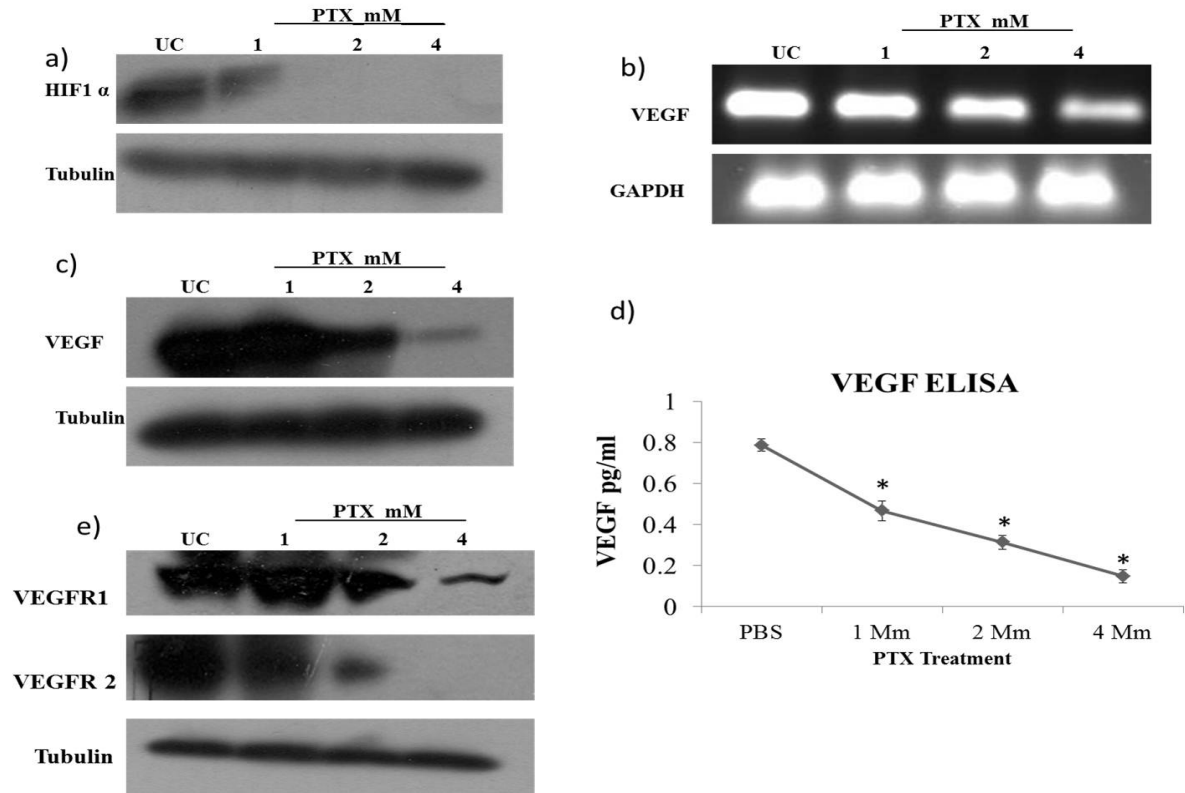 a)
PTX mM
UC 1 2 4
HIF1 α
Tubulin
b)
PTX mM
UC 1 2 4
VEGF
GAPDH
c)
PTX mM
UC 1 2 4
VEGF
Tubulin
d)
VEGF ELISA
VEGF pg/ml
1
0.8
0.6
0.4
0.2
0
* * *
PBS 1 Mm 2 Mm 4 Mm
PTX Treatment
e)
PTX mM
UC 1 2 4
VEGFR1
VEGFR 2
Tubulin